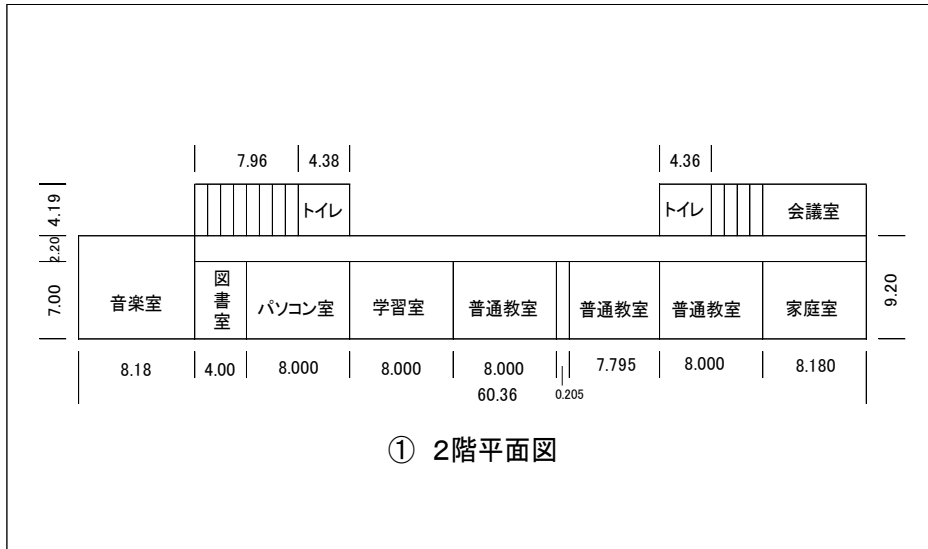 7.96
4.38
4.36
4.19
トイレ
トイレ
会議室
2.20
7.00
9.20
音楽室
図書室
パソコン室
学習室
普通教室
普通教室
普通教室
家庭室
8.18
4.00
8.000
8.000
8.000
7.795
8.000
8.180
60.36
0.205
① 2階平面図